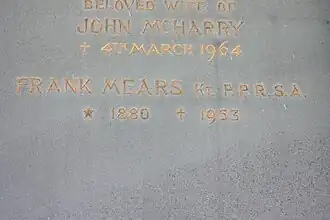 BELOVED WIFE OF
JOHN McHARRY
† 4TH MARCH 1964
FRANK MEARS Kt. P.P.R.S.A.
★ 1880 † 1953